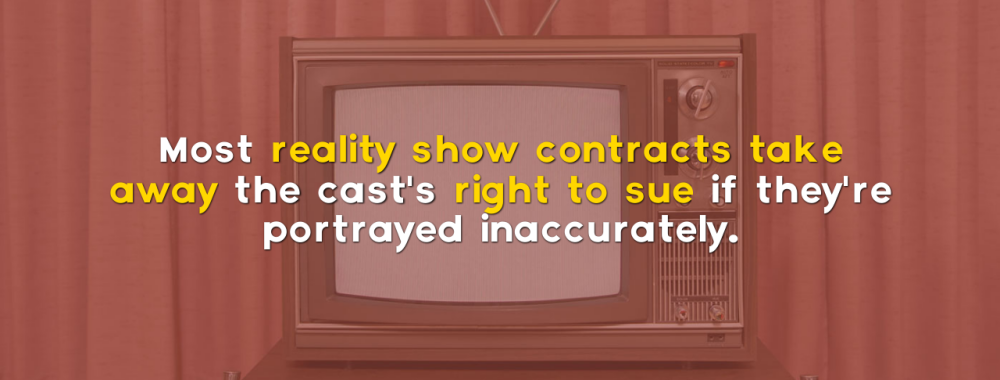 Most reality show contracts take
away the cast's right to sue if they're
portrayed inaccurately.